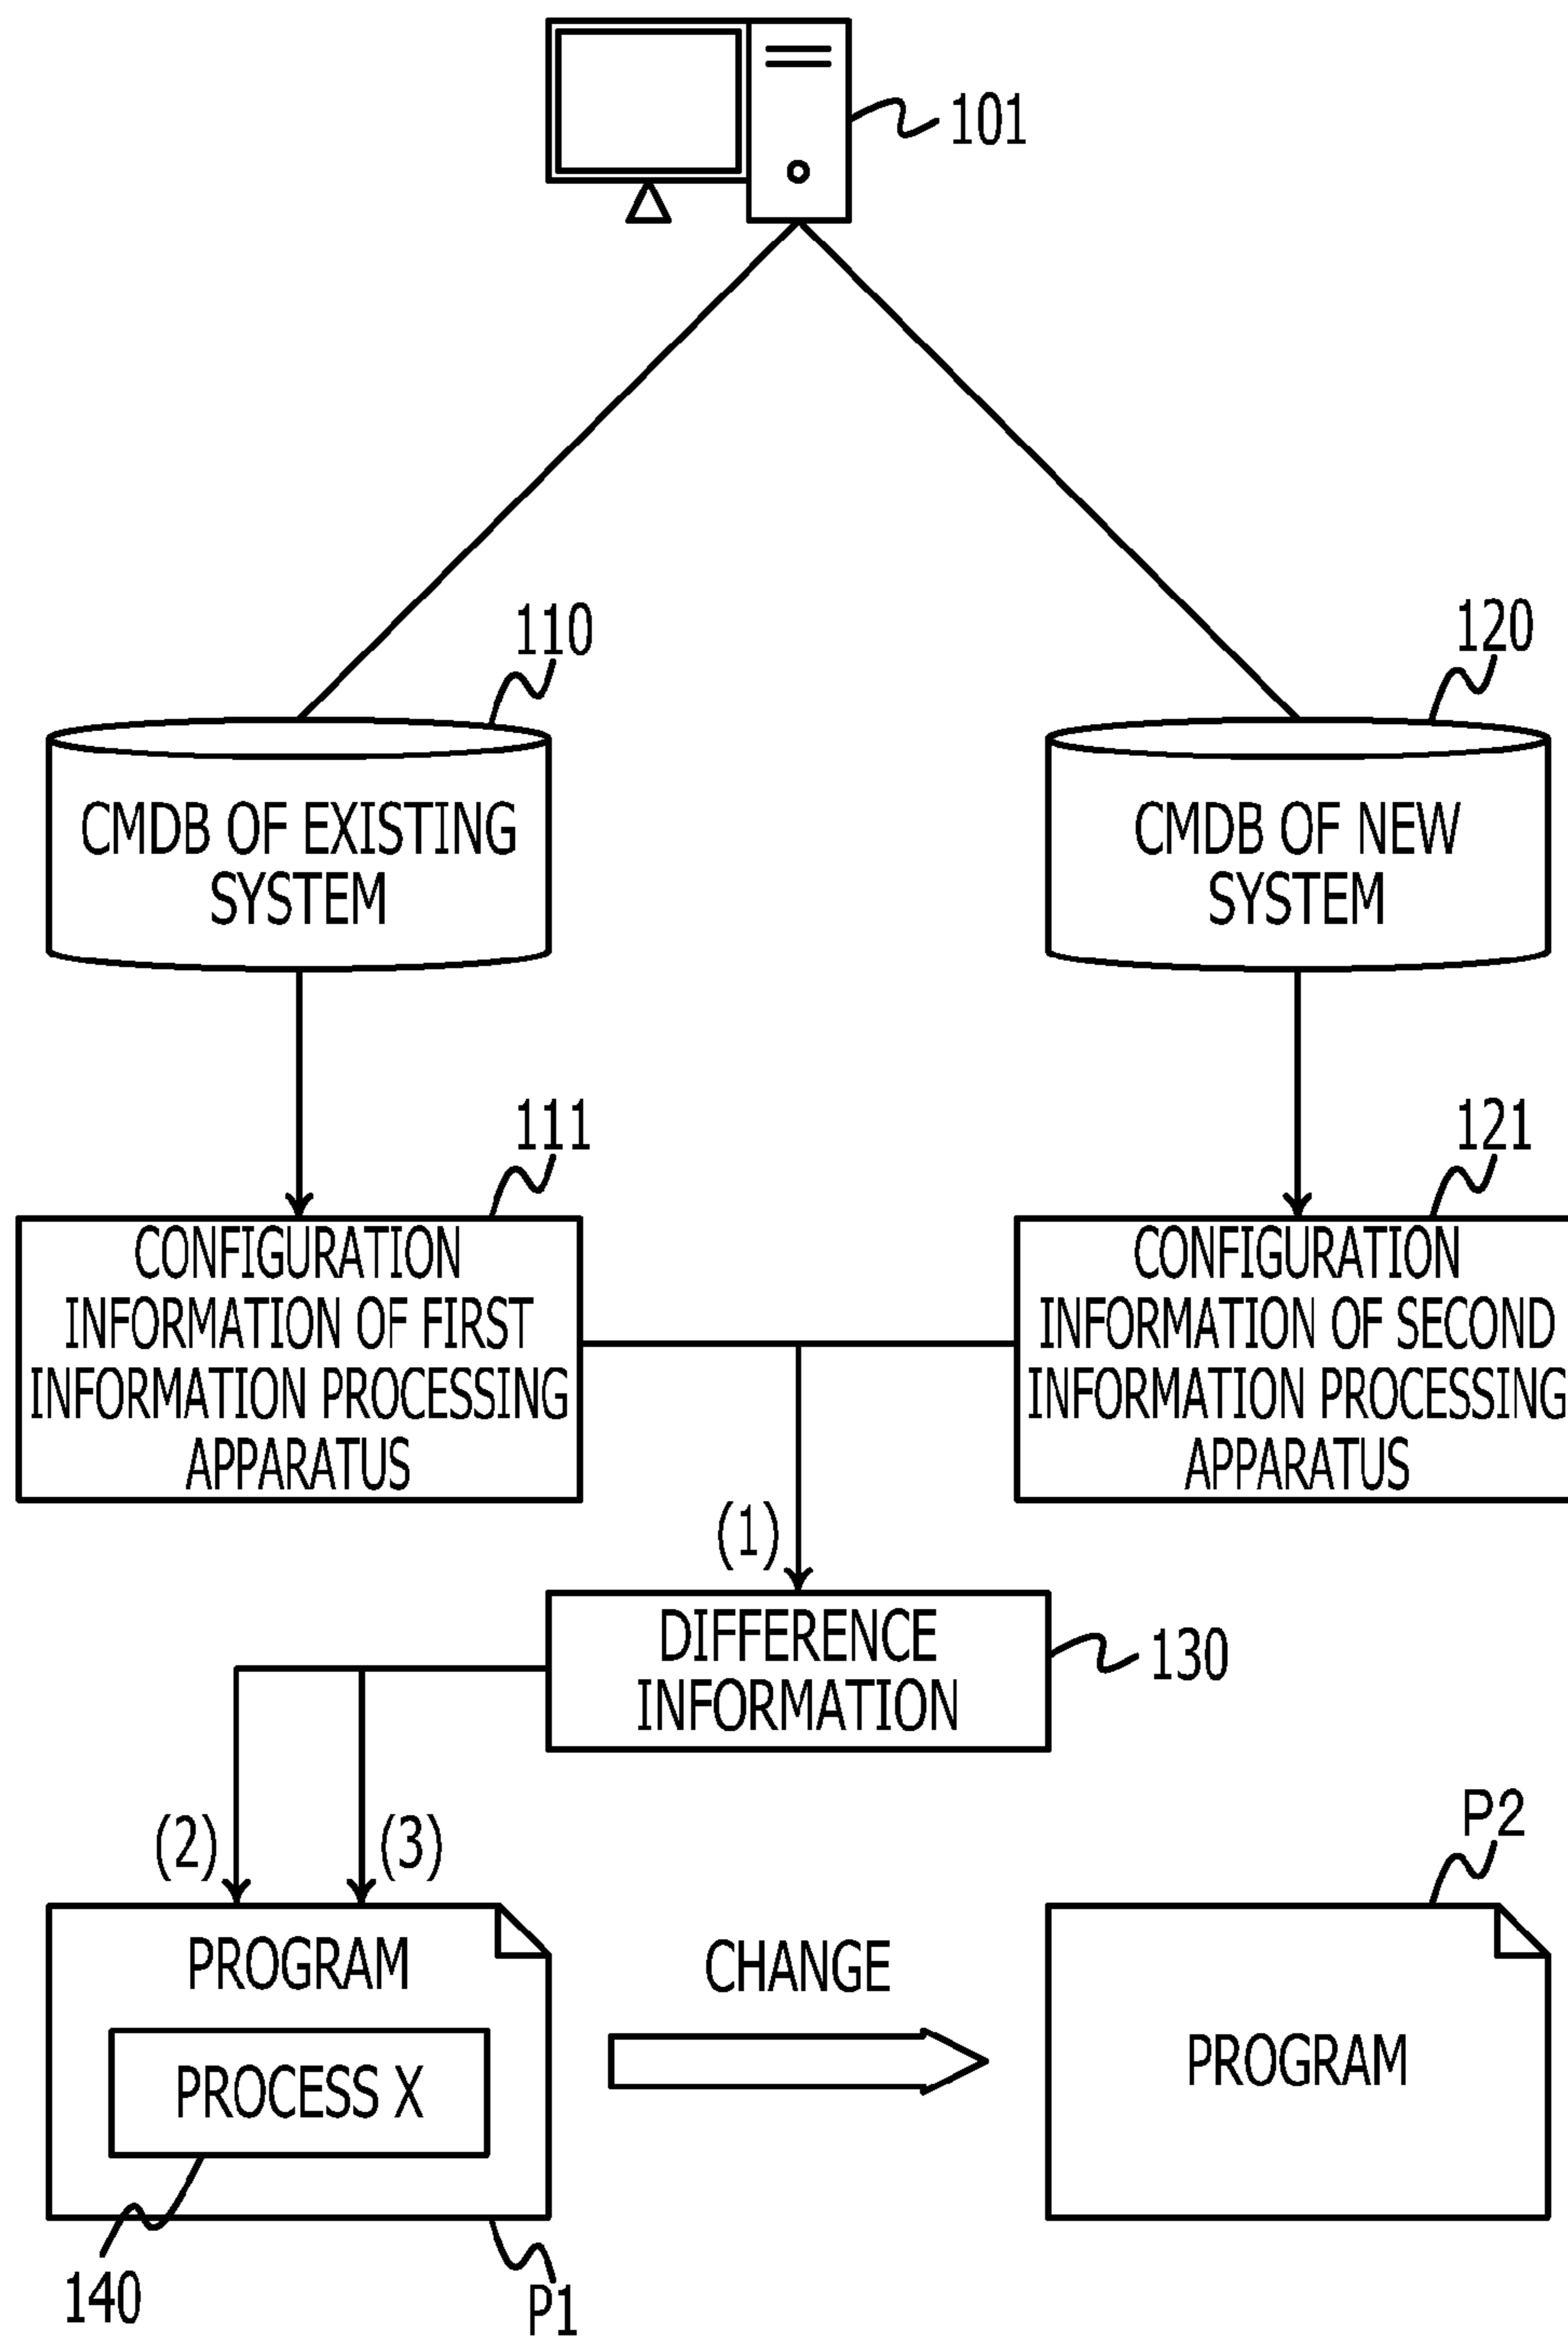 101
110
120
CMDB OF EXISTING
SYSTEM
CMDB OF NEW
SYSTEM
111
121
CONFIGURATION
INFORMATION OF FIRST
INFORMATION PROCESSING
APPARATUS
CONFIGURATION
INFORMATION OF SECOND
INFORMATION PROCESSING
APPARATUS
(1)
DIFFERENCE
INFORMATION
130
(2)
(3)
P2
PROGRAM
PROCESS X
CHANGE
PROGRAM
140
P1